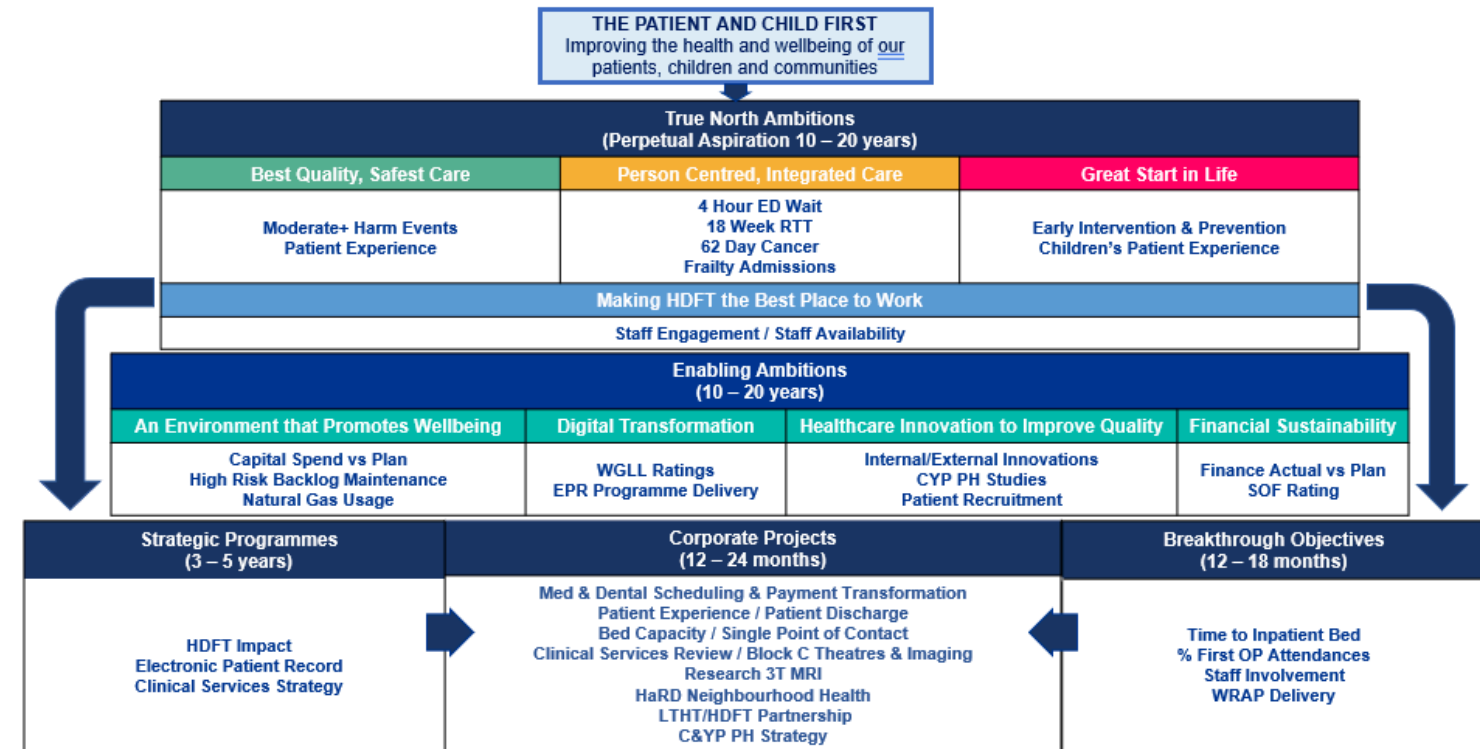 THE PATIENT AND CHILD FIRST
Improving the health and wellbeing of our
patients, children and communities
True North Ambitions
(Perpetual Aspiration 10 – 20 years)
Best Quality, Safest Care
Person Centred, Integrated Care
Great Start in Life
Moderate+ Harm Events
Patient Experience
4 Hour ED Wait
18 Week RTT
62 Day Cancer
Frailty Admissions
Early Intervention & Prevention
Children's Patient Experience
Making HDFT the Best Place to Work
Staff Engagement / Staff Availability
Enabling Ambitions
(10 – 20 years)
An Environment that Promotes Wellbeing
Digital Transformation
Healthcare Innovation to Improve Quality
Financial Sustainability
Capital Spend vs Plan
High Risk Backlog Maintenance
Natural Gas Usage
WGLL Ratings
EPR Programme Delivery
Internal/External Innovations
CYP PH Studies
Patient Recruitment
Finance Actual vs Plan
SOF Rating
Strategic Programmes
(3 – 5 years)
HDFT Impact
Electronic Patient Record
Clinical Services Strategy
Corporate Projects
(12 – 24 months)
Med & Dental Scheduling & Payment Transformation
Patient Experience / Patient Discharge
Bed Capacity / Single Point of Contact
Clinical Services Review / Block C Theatres & Imaging
Research 3T MRI
HaRD Neighbourhood Health
LTHT/HDFT Partnership
C&YP PH Strategy
Breakthrough Objectives
(12 – 18 months)
Time to Inpatient Bed
% First OP Attendances
Staff Involvement
WRAP Delivery